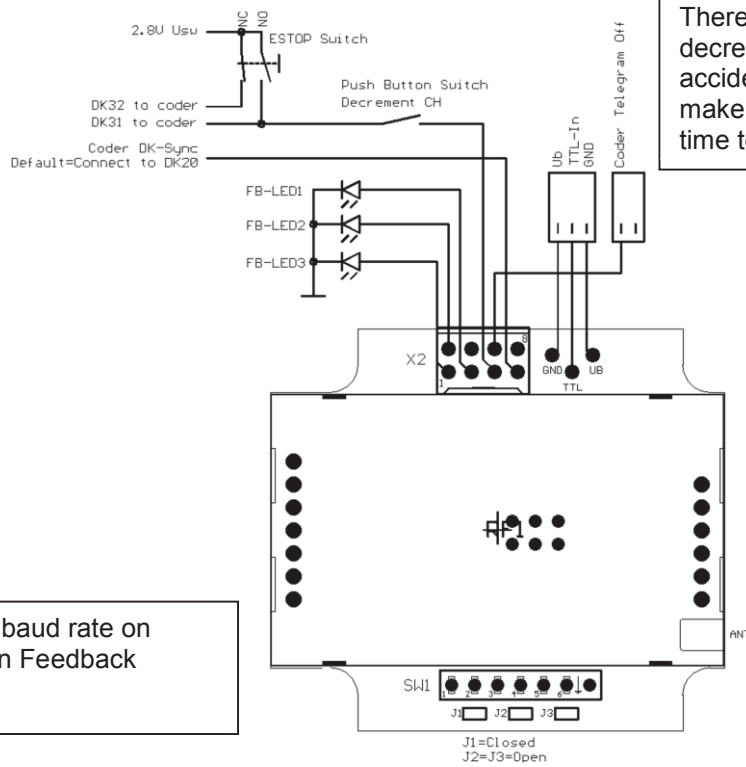 There
decre
accide
make
time t
NC
NO
2.8V Usw
ESTOP Switch
Push Button Switch
Decrement CH
DK32 to coder
DK31 to coder
Coder DK-Sync
Default=Connect to DK20
Ub
TTL-In
GND
Coder Telegram Off
FB-LED1
FB-LED2
FB-LED3
X2
8
1
GND
UB
TTL
RF1
baud rate on
n Feedback
ANT
SW1
1 2 3 4 5 6
J1 J2 J3
J1=Closed
J2=J3=Open